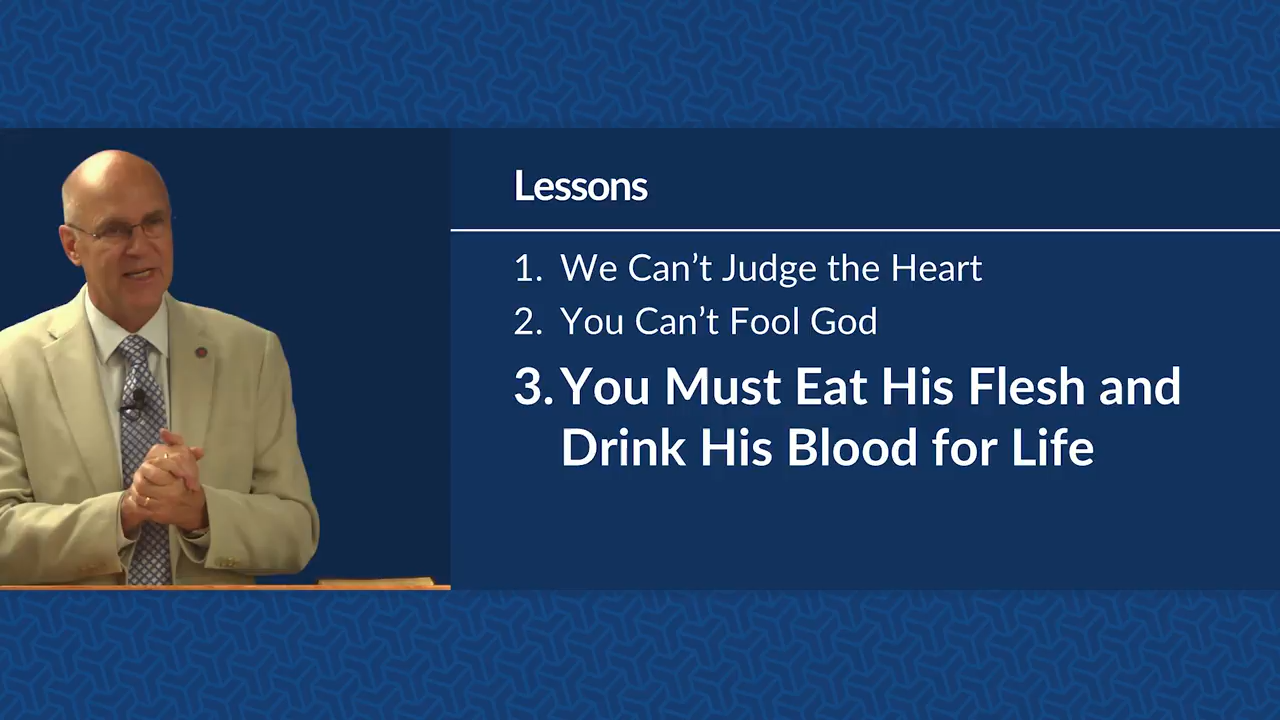 Lessons
1. We Can’t Judge the Heart
2. You Can’t Fool God
3. You Must Eat His Flesh and
Drink His Blood for Life